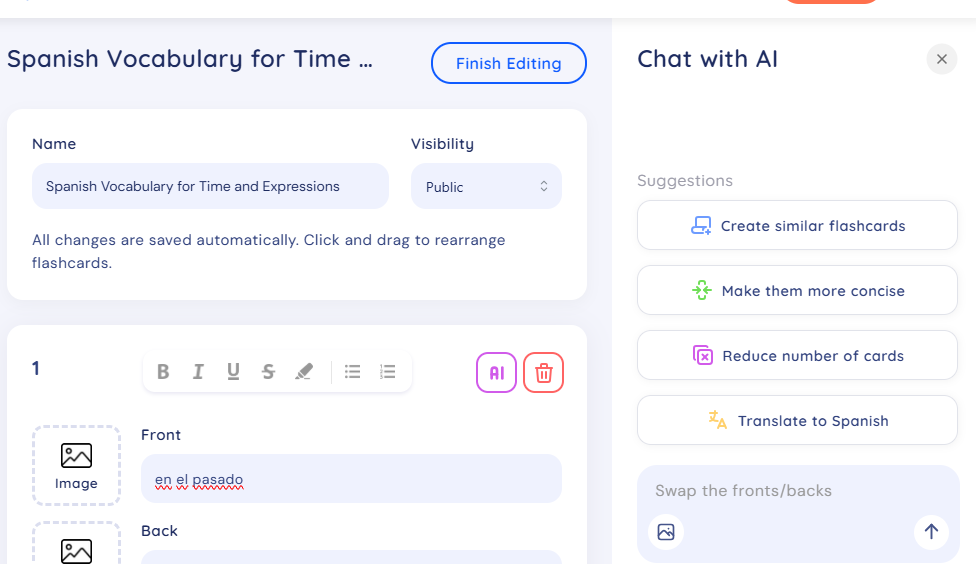 Spanish Vocabulary for Time ...
Finish Editing
Name
Visibility
Spanish Vocabulary for Time and Expressions
Public
All changes are saved automatically. Click and drag to rearrange
flashcards.
1
B I U S
AI
Image
Front
en el pasado
Back
Chat with AI
Suggestions
Create similar flashcards
Make them more concise
Reduce number of cards
Translate to Spanish
Swap the fronts/backs